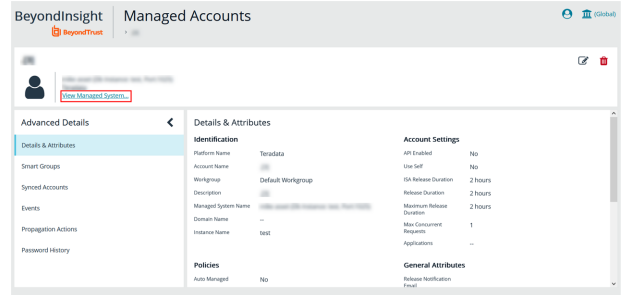 BeyondInsight
BeyondTrust
Managed Accounts
(Global)
View Managed System...
Advanced Details
Details & Attributes
Smart Groups
Synced Accounts
Events
Propagation Actions
Password History
Details & Attributes
Identification
Platform Name Teradata
Account Name
Workgroup Default Workgroup
Description
Managed System Name
Domain Name --
Instance Name test
Account Settings
API Enabled No
Use Self No
ISA Release Duration 2 hours
Release Duration 2 hours
Maximum Release Duration 2 hours
Max Concurrent Requests 1
Applications --
Policies
Auto Managed No
General Attributes
Release Notification Email